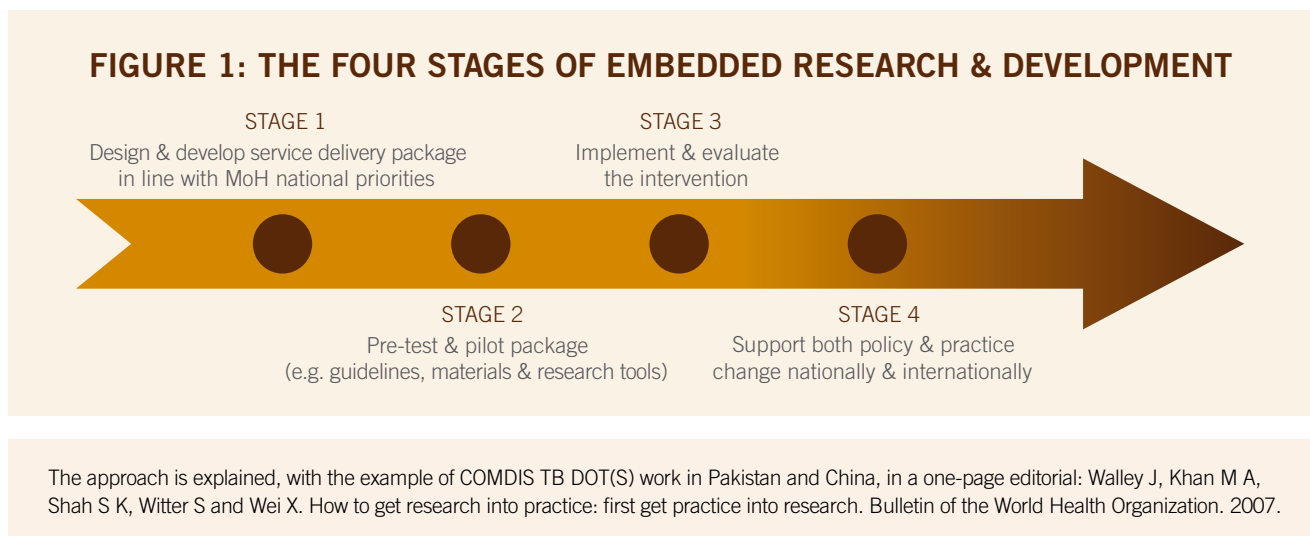 FIGURE 1: THE FOUR STAGES OF EMBEDDED RESEARCH & DEVELOPMENT
STAGE 1
Design & develop service delivery package
in line with MoH national priorities
STAGE 3
Implement & evaluate
the intervention
STAGE 2
Pre-test & pilot package
(e.g. guidelines, materials & research tools)
STAGE 4
Support both policy & practice
change nationally & internationally
The approach is explained, with the example of COMDIS TB DOT(S) work in Pakistan and China, in a one-page editorial: Walley J, Khan M A,
Shah S K, Witter S and Wei X. How to get research into practice: first get practice into research. Bulletin of the World Health Organization. 2007.